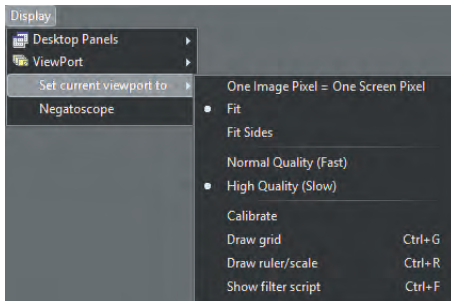 Display
Desktop Panels
ViewPort
Set current viewport to
Negatoscope
One Image Pixel = One Screen Pixel
Fit
Fit Sides
Normal Quality (Fast)
High Quality (Slow)
Calibrate
Draw grid Ctrl+G
Draw ruler/scale Ctrl+R
Show filter script Ctrl+F